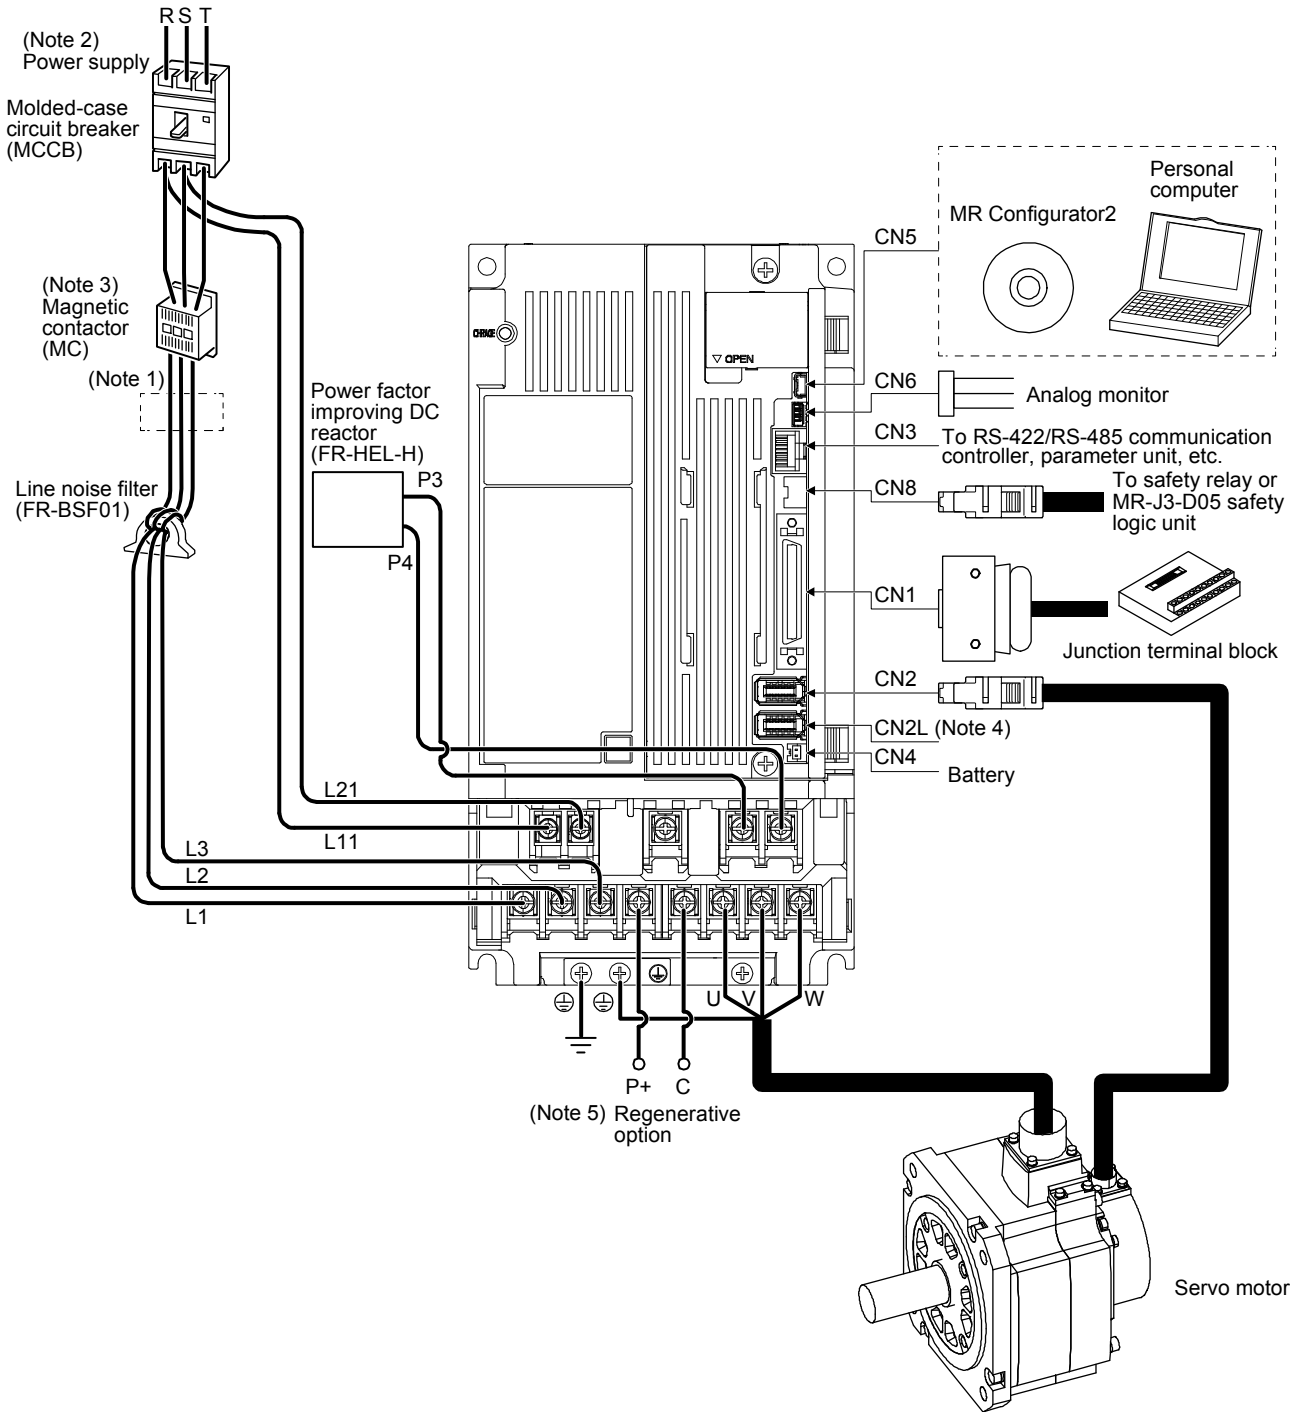 R S T
(Note 2)
Power supply
Molded-case
circuit breaker
(MCCB)
(Note 3)
Magnetic
contactor
(MC)
(Note 1)
Line noise filter
(FR-BSF01)
Power factor
improving DC
reactor
(FR-HEL-H)
P3
P4
CHARGE
OPEN
Personal
computer
MR Configurator2
CN5
CN6
Analog monitor
CN3
To RS-422/RS-485 communication
controller, parameter unit, etc.
CN8
To safety relay or
MR-J3-D05 safety
logic unit
CN1
Junction terminal block
CN2
CN2L (Note 4)
CN4
Battery
L21
L11
L3
L2
L1
U V W
P+ C
(Note 5) Regenerative
option
Servo motor